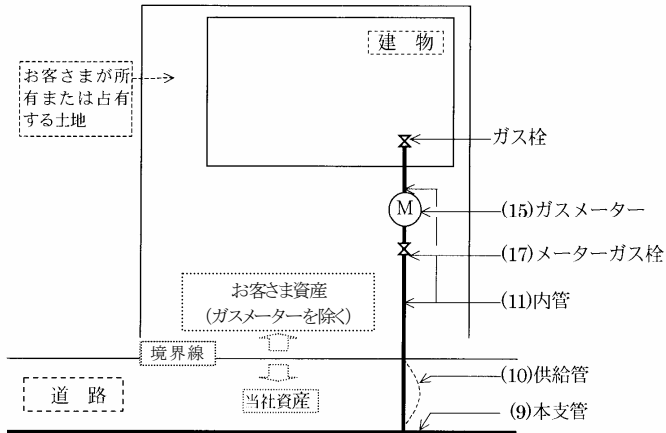 建 物
お客さまが所
有または占有
する土地
ガス栓
M
(15)ガスメーター
(17)メーターガス栓
お客さま資産
(ガスメーターを除く)
(11)内管
境界線
道 路
当社資産
(10)供給管
(9)本支管